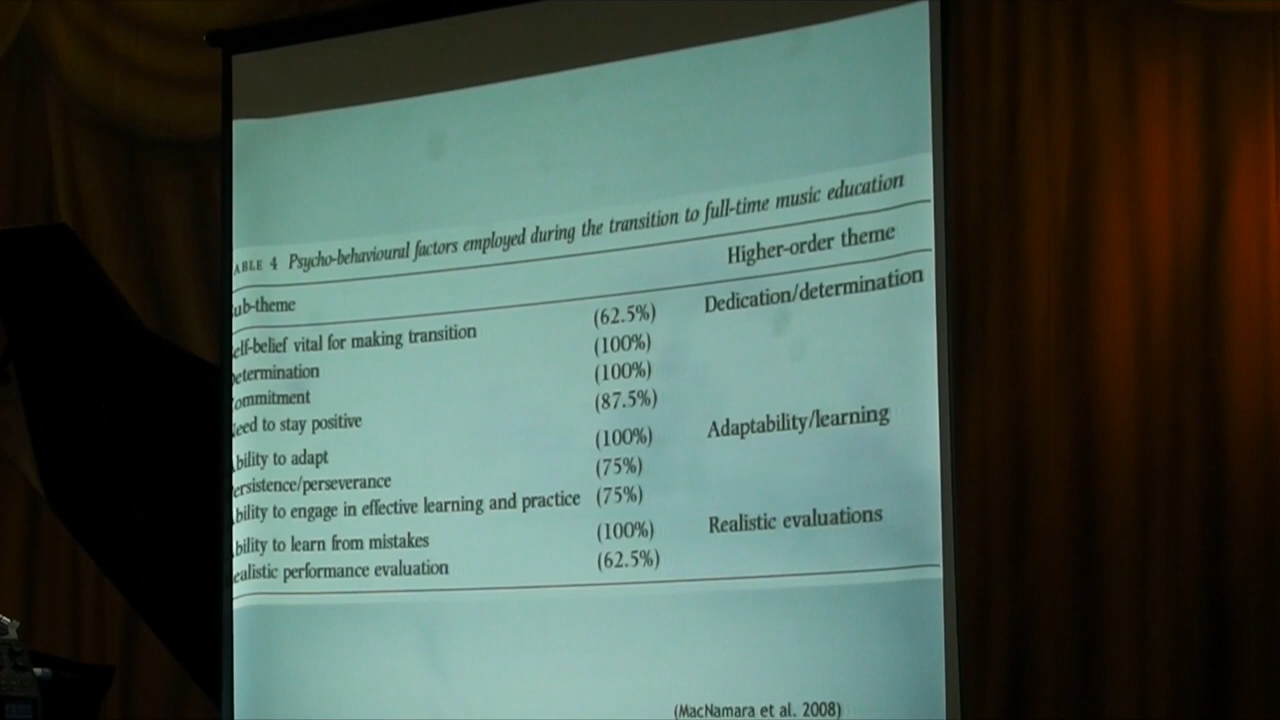 ABLE 4 Psycho-behavioural factors employed during the transition to full-time music education
ub-theme Higher-order theme
elf-belief vital for making transition (62.5%) Dedication/determination
etermination (100%)
ommitment (100%)
eed to stay positive (87.5%)
bility to adapt (100%) Adaptability/learning
ersistence/perseverance (75%)
bility to engage in effective learning and practice (75%)
bility to learn from mistakes (100%) Realistic evaluations
ealistic performance evaluation (62.5%)
(MacNamara et al. 2008)